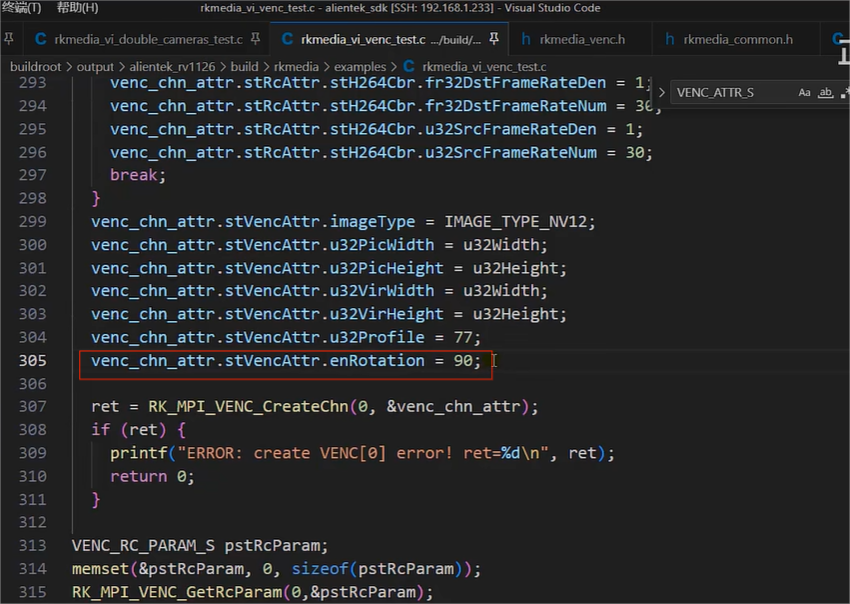 终端(T) 帮助(H) rkmedia_vi_venc_test.c - alientek_sdk [SSH: 192.168.1.233] - Visual Studio Code
C rkmedia_vi_double_cameras_test.c C rkmedia_vi_venc_test.c .../build/... h rkmedia_venc.h h rkmedia_common.h C
buildroot > output > alientek_rv1126 > build > rkmedia > examples > C rkmedia_vi_venc_test.c
293 venc_chn_attr.stRcAttr.stH264Cbr.fr32DstFrameRateDen = 1;
> VENC_ATTR_S Aa ab .*
294 venc_chn_attr.stRcAttr.stH264Cbr.fr32DstFrameRateNum = 30;
295 venc_chn_attr.stRcAttr.stH264Cbr.u32SrcFrameRateDen = 1;
296 venc_chn_attr.stRcAttr.stH264Cbr.u32SrcFrameRateNum = 30;
297 break;
298 }
299 venc_chn_attr.stVencAttr.imageType = IMAGE_TYPE_NV12;
300 venc_chn_attr.stVencAttr.u32PicWidth = u32Width;
301 venc_chn_attr.stVencAttr.u32PicHeight = u32Height;
302 venc_chn_attr.stVencAttr.u32VirWidth = u32Width;
303 venc_chn_attr.stVencAttr.u32VirHeight = u32Height;
304 venc_chn_attr.stVencAttr.u32Profile = 77;
305 venc_chn_attr.stVencAttr.enRotation = 90;
306
307 ret = RK_MPI_VENC_CreateChn(0, &venc_chn_attr);
308 if (ret) {
309 printf("ERROR: create VENC[0] error! ret=%d\n", ret);
310 return 0;
311 }
312
313 VENC_RC_PARAM_S pstRcParam;
314 memset(&pstRcParam, 0, sizeof(pstRcParam));
315 RK_MPI_VENC_GetRcParam(0,&pstRcParam);